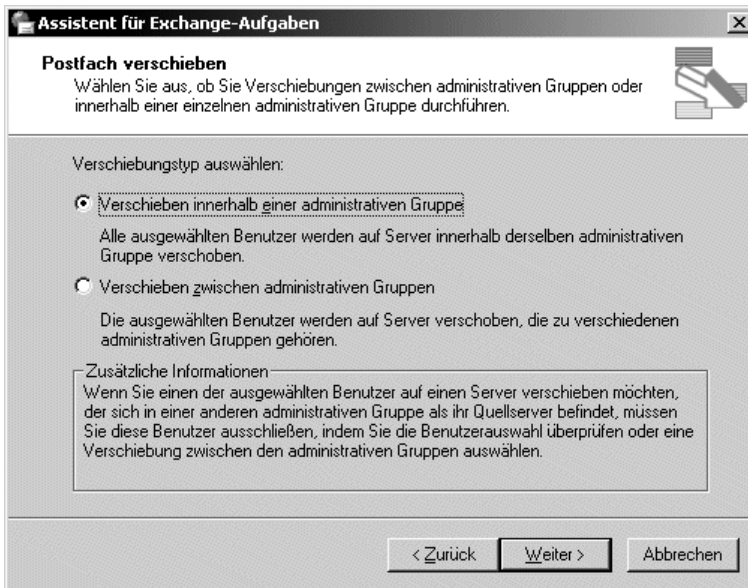 Assistent für Exchange-Aufgaben
Postfach verschieben
Wählen Sie aus, ob Sie Verschiebungen zwischen administrativen Gruppen oder
innerhalb einer einzelnen administrativen Gruppe durchführen.
Verschiebungstyp auswählen:
Verschieben innerhalb einer administrativen Gruppe
Alle ausgewählten Benutzer werden auf Server innerhalb derselben administrativen
Gruppe verschoben.
Verschieben zwischen administrativen Gruppen
Die ausgewählten Benutzer werden auf Server verschoben, die zu verschiedenen
administrativen Gruppen gehören.
Zusätzliche Informationen
Wenn Sie einen der ausgewählten Benutzer auf einen Server verschieben möchten,
der sich in einer anderen administrativen Gruppe als ihr Quellserver befindet, müssen
Sie diese Benutzer ausschließen, indem Sie die Benutzerauswahl überprüfen oder eine
Verschiebung zwischen den administrativen Gruppen auswählen.
< Zurück Weiter > Abbrechen